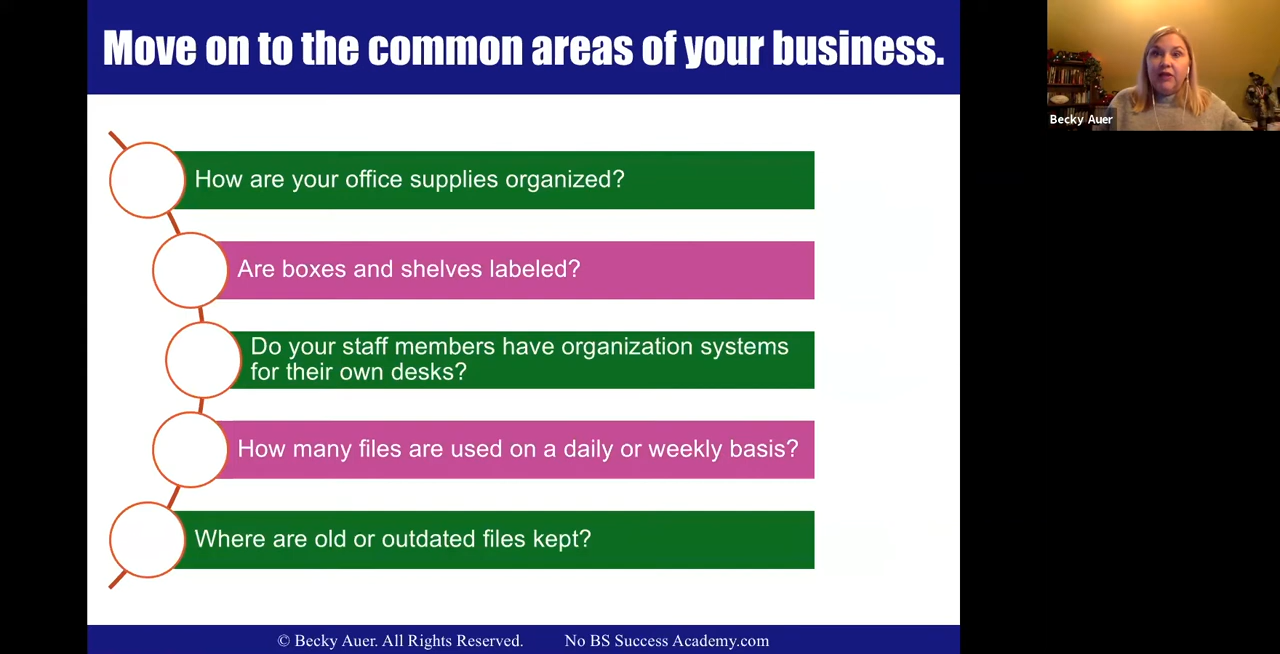 Move on to the common areas of your business.
Becky Auer
How are your office supplies organized?
Are boxes and shelves labeled?
Do your staff members have organization systems
for their own desks?
How many files are used on a daily or weekly basis?
Where are old or outdated files kept?
© Becky Auer. All Rights Reserved. No BS Success Academy.com